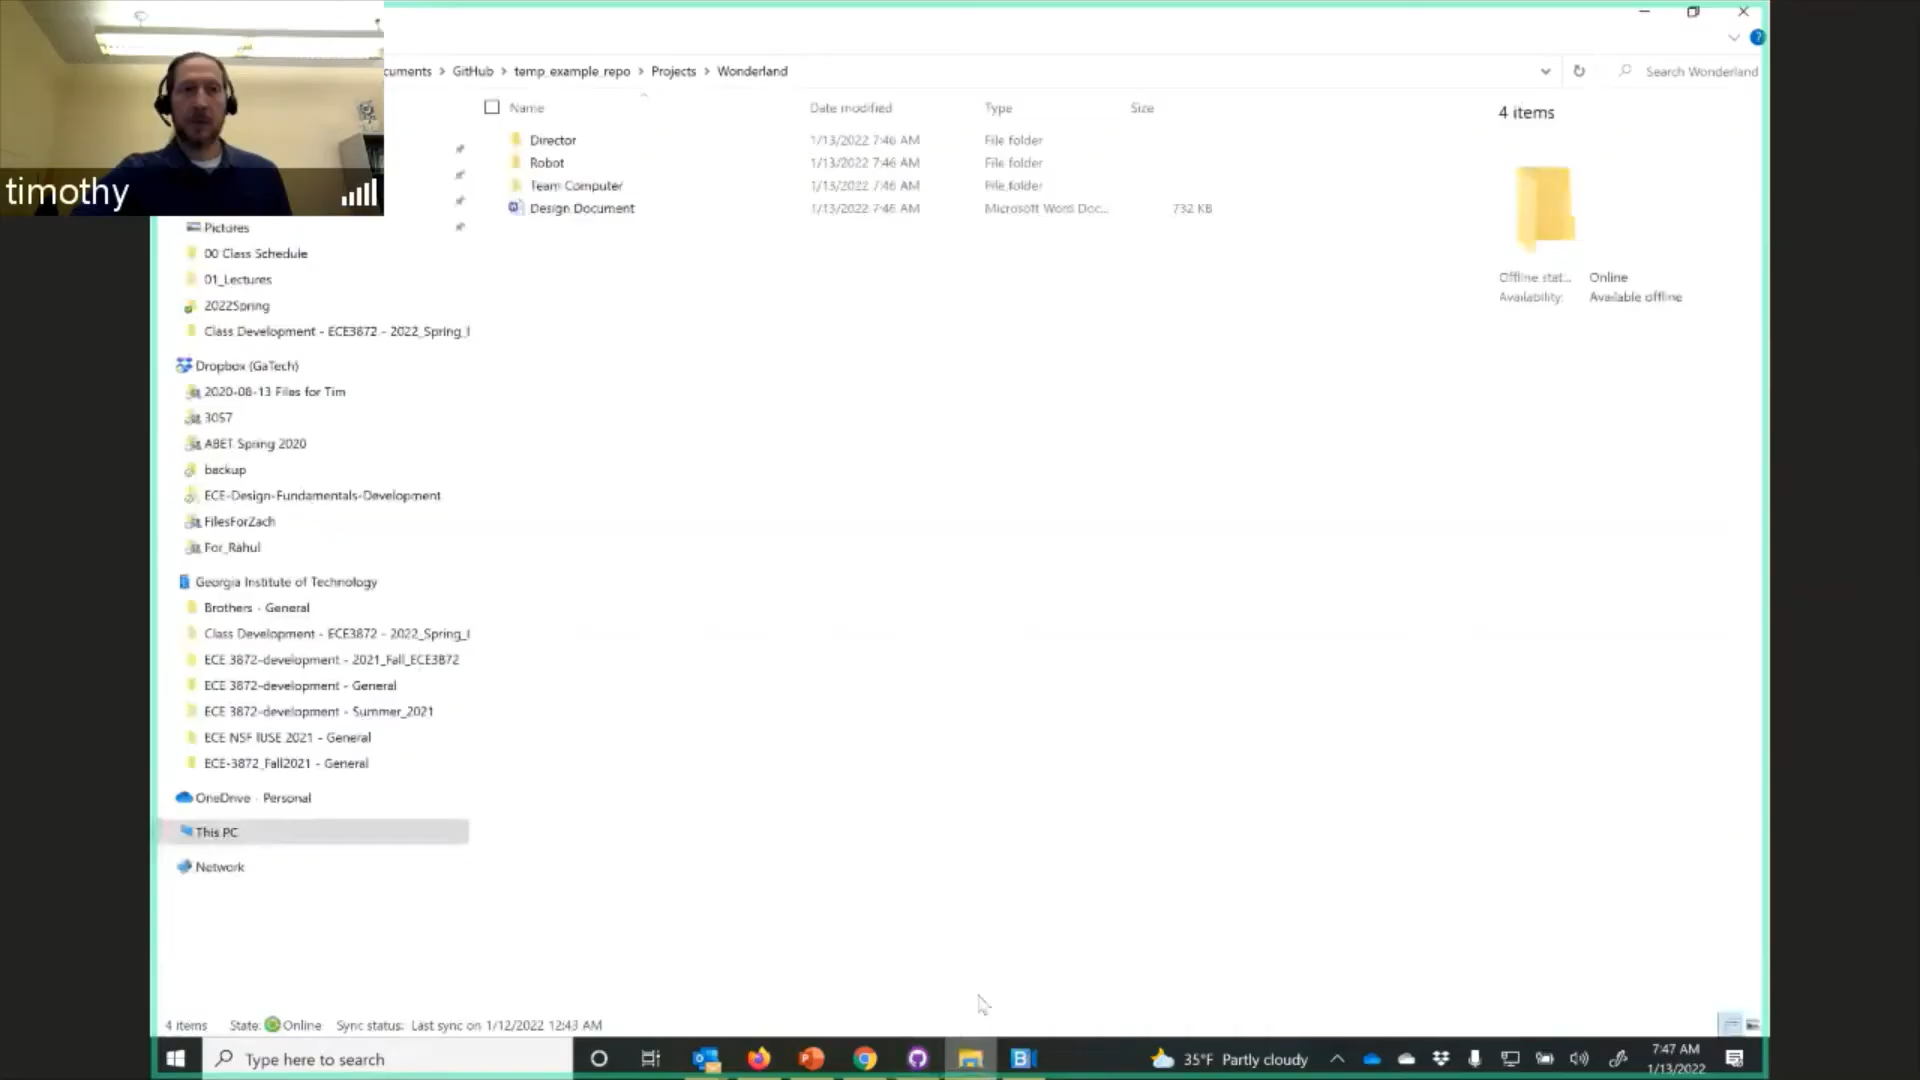 timothy
cuments > GitHub > temp_example_repo > Projects > Wonderland
Search Wonderland
Name Date modified Type Size
Director 1/13/2022 7:46 AM File folder
Robot 1/13/2022 7:46 AM File folder
Team Computer 1/13/2022 7:46 AM File folder
Design Document 1/13/2022 7:46 AM Microsoft Word Doc... 732 KB
4 items
Offline stat... Online
Availability: Available offline
Pictures
00 Class Schedule
01_Lectures
2022Spring
Class Development - ECE3872 - 2022_Spring_I
Dropbox (GaTech)
2020-08-13 Files for Tim
3057
ABET Spring 2020
backup
ECE-Design-Fundamentals-Development
FilesForZach
For_Rahul
Georgia Institute of Technology
Brothers - General
Class Development - ECE3872 - 2022_Spring_I
ECE 3872-development - 2021_Fall_ECE3872
ECE 3872-development - General
ECE 3872-development - Summer_2021
ECE NSF IUSE 2021 - General
ECE-3872_Fall2021 - General
OneDrive - Personal
This PC
Network
4 items State: Online Sync status: Last sync on 1/12/2022 12:43 AM
Type here to search
35°F Partly cloudy
7:47 AM
1/13/2022